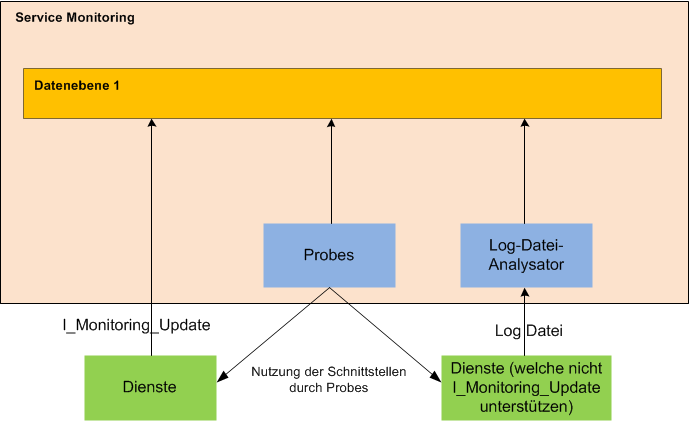 Service Monitoring
Datenebene 1
Probes
Log-Datei-
Analysator
I_Monitoring_Update
Log Datei
Dienste
Nutzung der Schnittstellen
durch Probes
Dienste (welche nicht
I_Monitoring_Update
unterstützen)